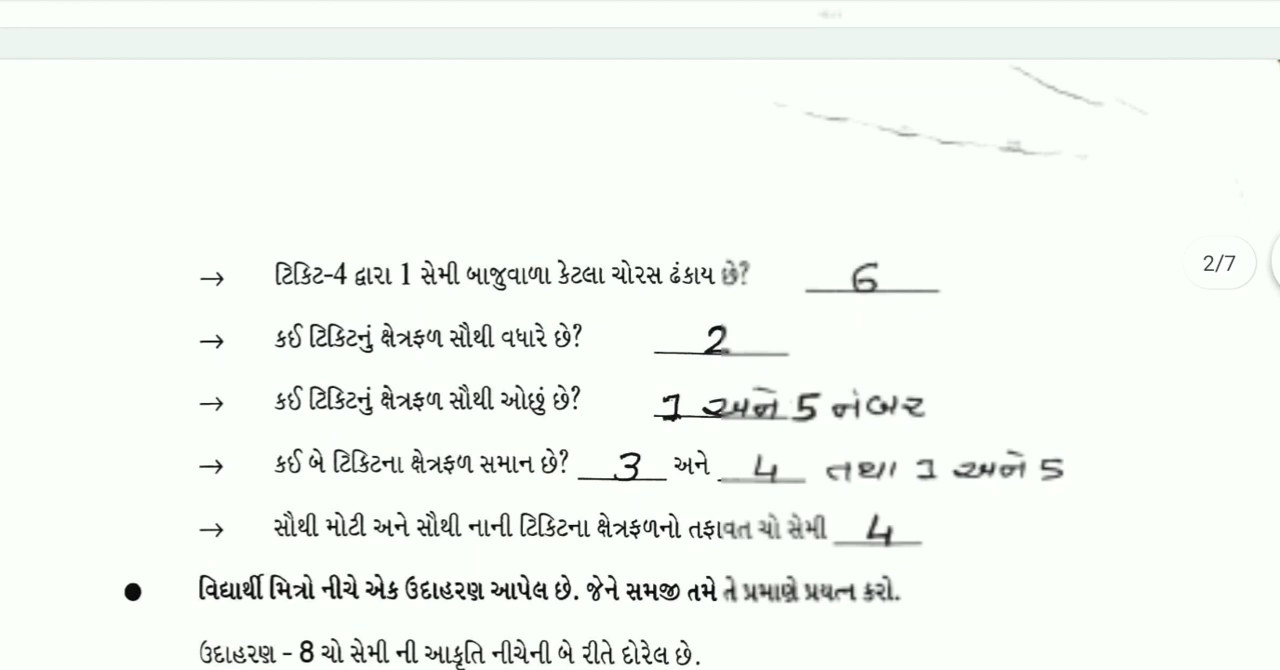 → ટિકિટ-4 દ્વારા 1 સેમી બાજુવાળા કેટલા ચોરસ ઢંકાય છે? 6
2/7
→ કઈ ટિકિટનું ક્ષેત્રફળ સૌથી વધારે છે? 2
→ કઈ ટિકિટનું ક્ષેત્રફળ સૌથી ઓછું છે? 1 અને 5 નંબર
→ કઈ બે ટિકિટના ક્ષેત્રફળ સમાન છે? 3 અને 4 તથા 1 અને 5
→ સૌથી મોટી અને સૌથી નાની ટિકિટના ક્ષેત્રફળનો તફાવત ચો સેમી 4
● વિદ્યાર્થી મિત્રો નીચે એક ઉદાહરણ આપેલ છે. જેને સમજી તમે તે પ્રમાણે પ્રયત્ન કરો.
ઉદાહરણ - 8 ચો સેમી ની આકૃતિ નીચેની બે રીતે દોરેલ છે.